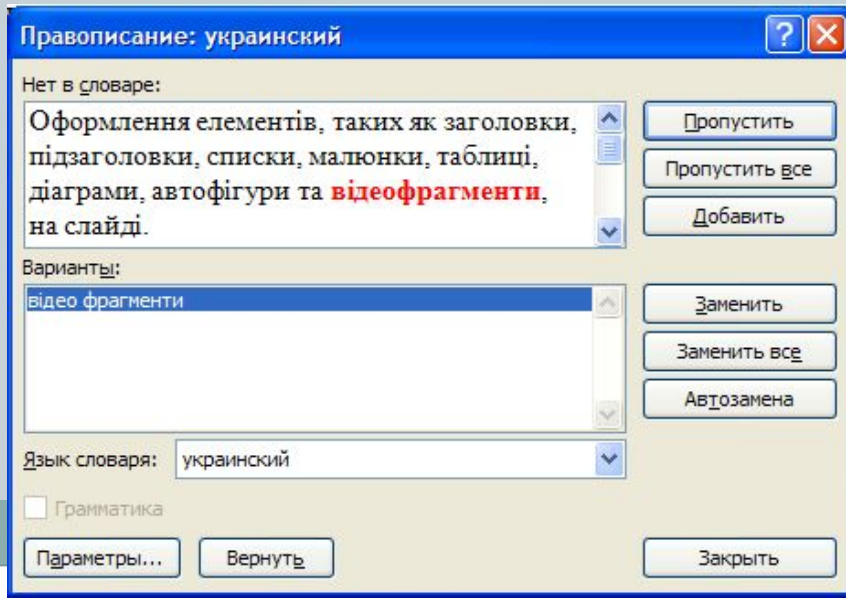 Правописание: украинский
Нет в словаре:
Оформлення елементів, таких як заголовки,
підзаголовки, списки, малюнки, таблиці,
діаграми, автофігури та відеофрагменти,
на слайді.
Пропустить
Пропустить все
Добавить
Варианты:
відео фрагменти
Заменить
Заменить все
Автозамена
Язык словаря: украинский
Грамматика
Параметры... Вернуть Закрыть